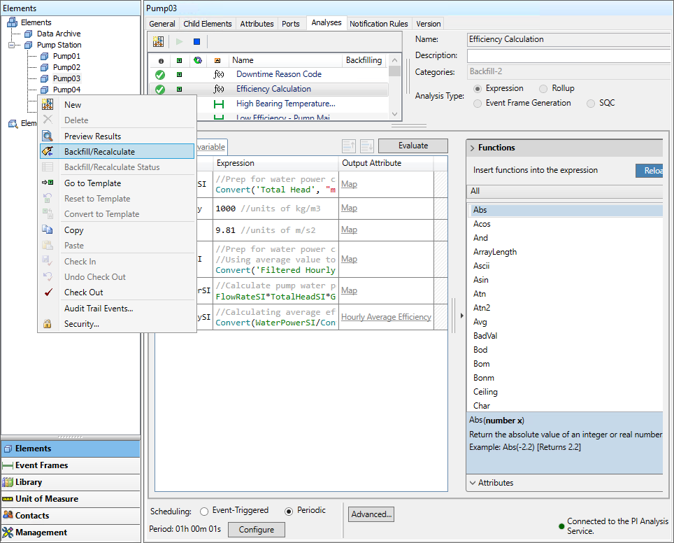 Elements
Pump03
Elements
Data Archive
Pump Station
Pump01
Pump02
Pump03
Pump04
New
Delete
Preview Results
Backfill/Recalculate
Backfill/Recalculate Status
Go to Template
Reset to Template
Convert to Template
Copy
Paste
Check In
Undo Check Out
Check Out
Audit Trail Events...
Security...
Elements
Event Frames
Library
Unit of Measure
Contacts
Management
General Child Elements Attributes Ports Analyses Notification Rules Version
Name Backfilling
f(x) Downtime Reason Code
f(x) Efficiency Calculation
High Bearing Temperature...
Low Efficiency - Pump Mai
Name: Efficiency Calculation
Description:
Categories: Backfill-2
Analysis Type: Expression Rollup
Event Frame Generation SQC
variable Evaluate
Expression Output Attribute
SI //Prep for water power c
Convert('Total Head', "m Map
y 1000 //units of kg/m3 Map
9.81 //units of m/s2 Map
SI //Prep for water power c
//Using average value to
Convert('Filtered Hourly Map
rSI //Calculate pump water p
FlowRateSI*TotalHeadSI*G Map
ySI //Calculating average ef
Convert(WaterPowerSI/Con Hourly Average Efficiency
Functions
Insert functions into the expression Reloa
All
Abs
Acos
And
ArrayLength
Ascii
Asin
Atn
Atn2
Avg
BadVal
Bod
Bom
Bonm
Ceiling
Char
Abs(number x)
Return the absolute value of an integer or real number
Example: Abs(-2.2) [Returns 2.2]
Attributes
Scheduling: Event-Triggered Periodic Advanced...
Period: 01h 00m 01s Configure
Connected to the PI Analysis
Service.